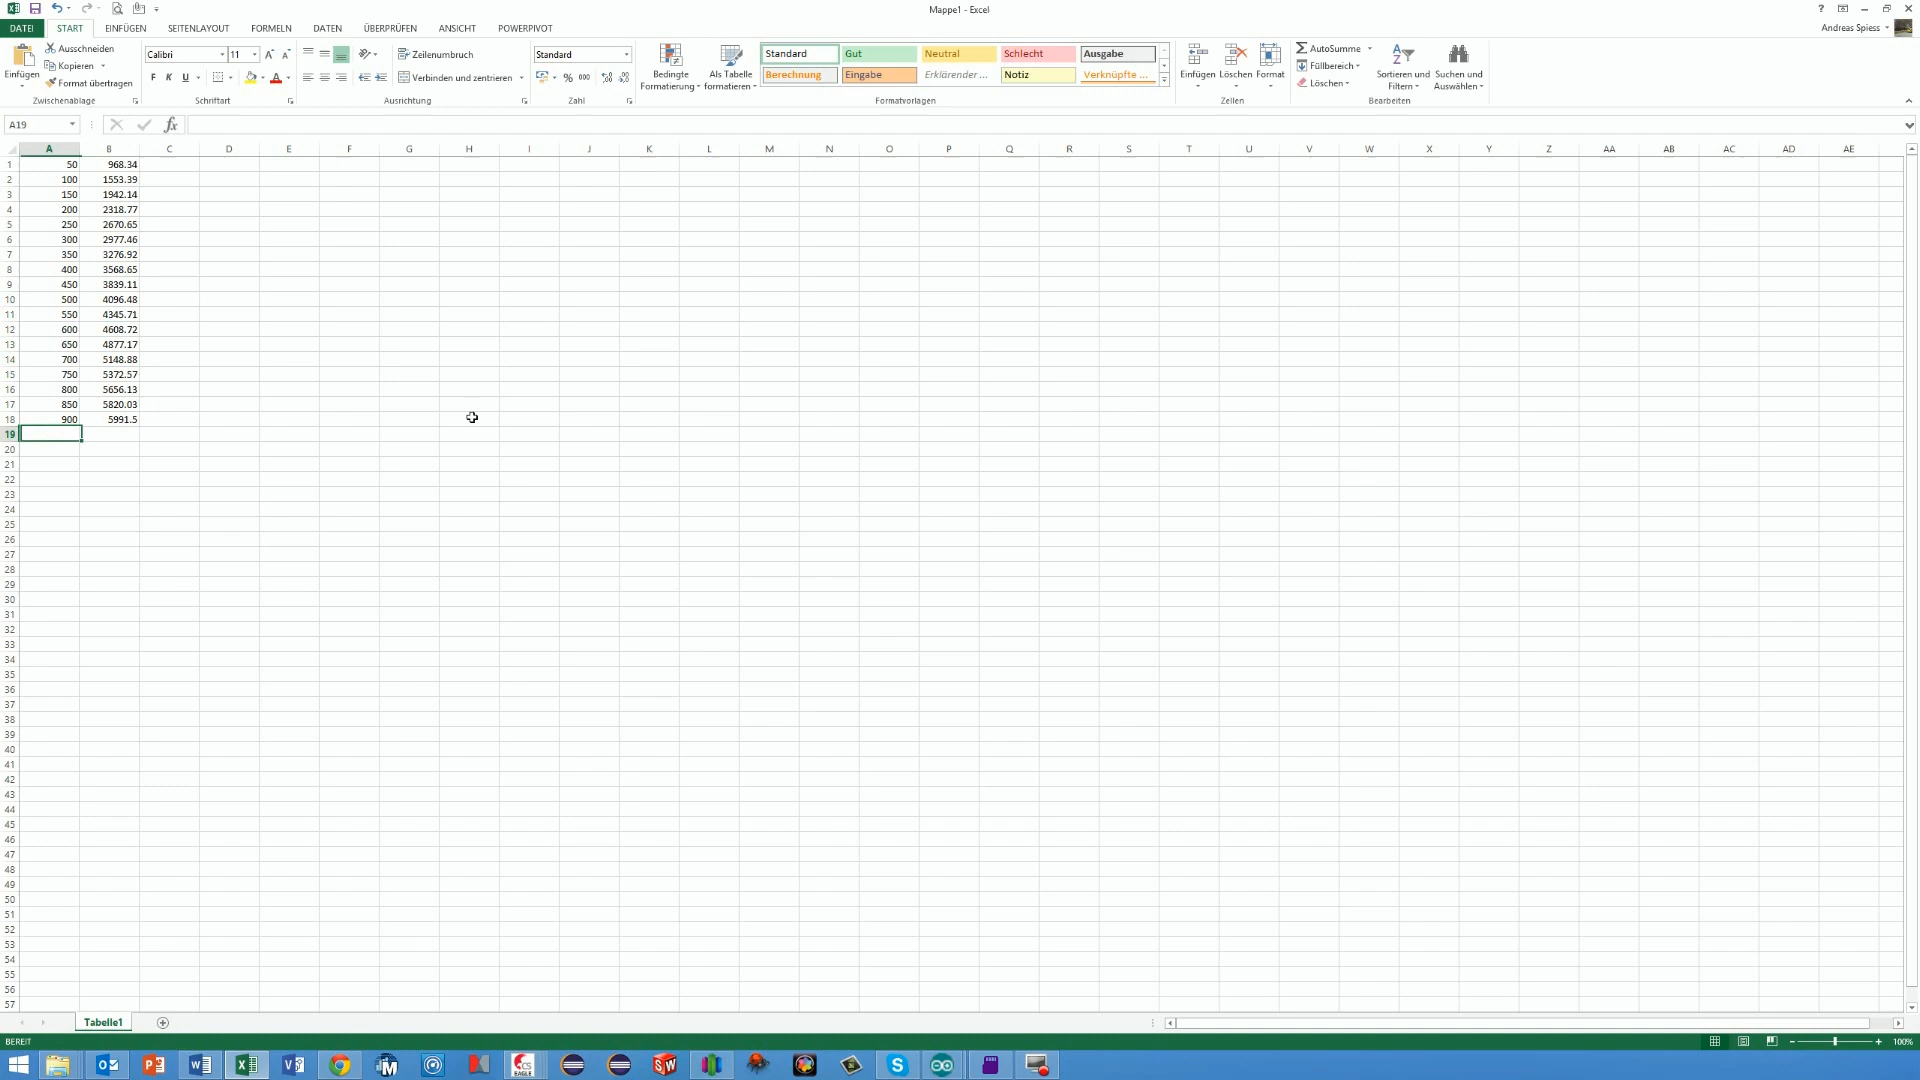 Mappe1 - Excel
?
DATEI START EINFÜGEN SEITENLAYOUT FORMELN DATEN ÜBERPRÜFEN ANSICHT POWERPIVOT
Andreas Spiess
Einfügen
Ausschneiden
Kopieren
Format übertragen
Zwischenablage
Calibri 11
F K U
Schriftart
Zeilenumbruch
Verbinden und zentrieren
Ausrichtung
Standard
% 000
Zahl
Bedingte
Formatierung
Als Tabelle
formatieren
Standard Gut Neutral Schlecht Ausgabe
Berechnung Eingabe Erklärender ... Notiz Verknüpfte ...
Formatvorlagen
Einfügen Löschen Format
Zellen
AutoSumme
Füllbereich
Löschen
Sortieren und
Filtern
Suchen und
Auswählen
Bearbeiten
A19 fx
A B C D E F G H I J K L M N O P Q R S T U V W X Y Z AA AB AC AD AE
1 50 968.34
2 100 1553.39
3 150 1942.14
4 200 2318.77
5 250 2670.65
6 300 2977.46
7 350 3276.92
8 400 3568.65
9 450 3839.11
10 500 4096.48
11 550 4345.71
12 600 4608.72
13 650 4877.17
14 700 5148.88
15 750 5372.57
16 800 5656.13
17 850 5820.03
18 900 5991.5
19
20
21
22
23
24
25
26
27
28
29
30
31
32
33
34
35
36
37
38
39
40
41
42
43
44
45
46
47
48
49
50
51
52
53
54
55
56
57
Tabelle1
BEREIT
100%